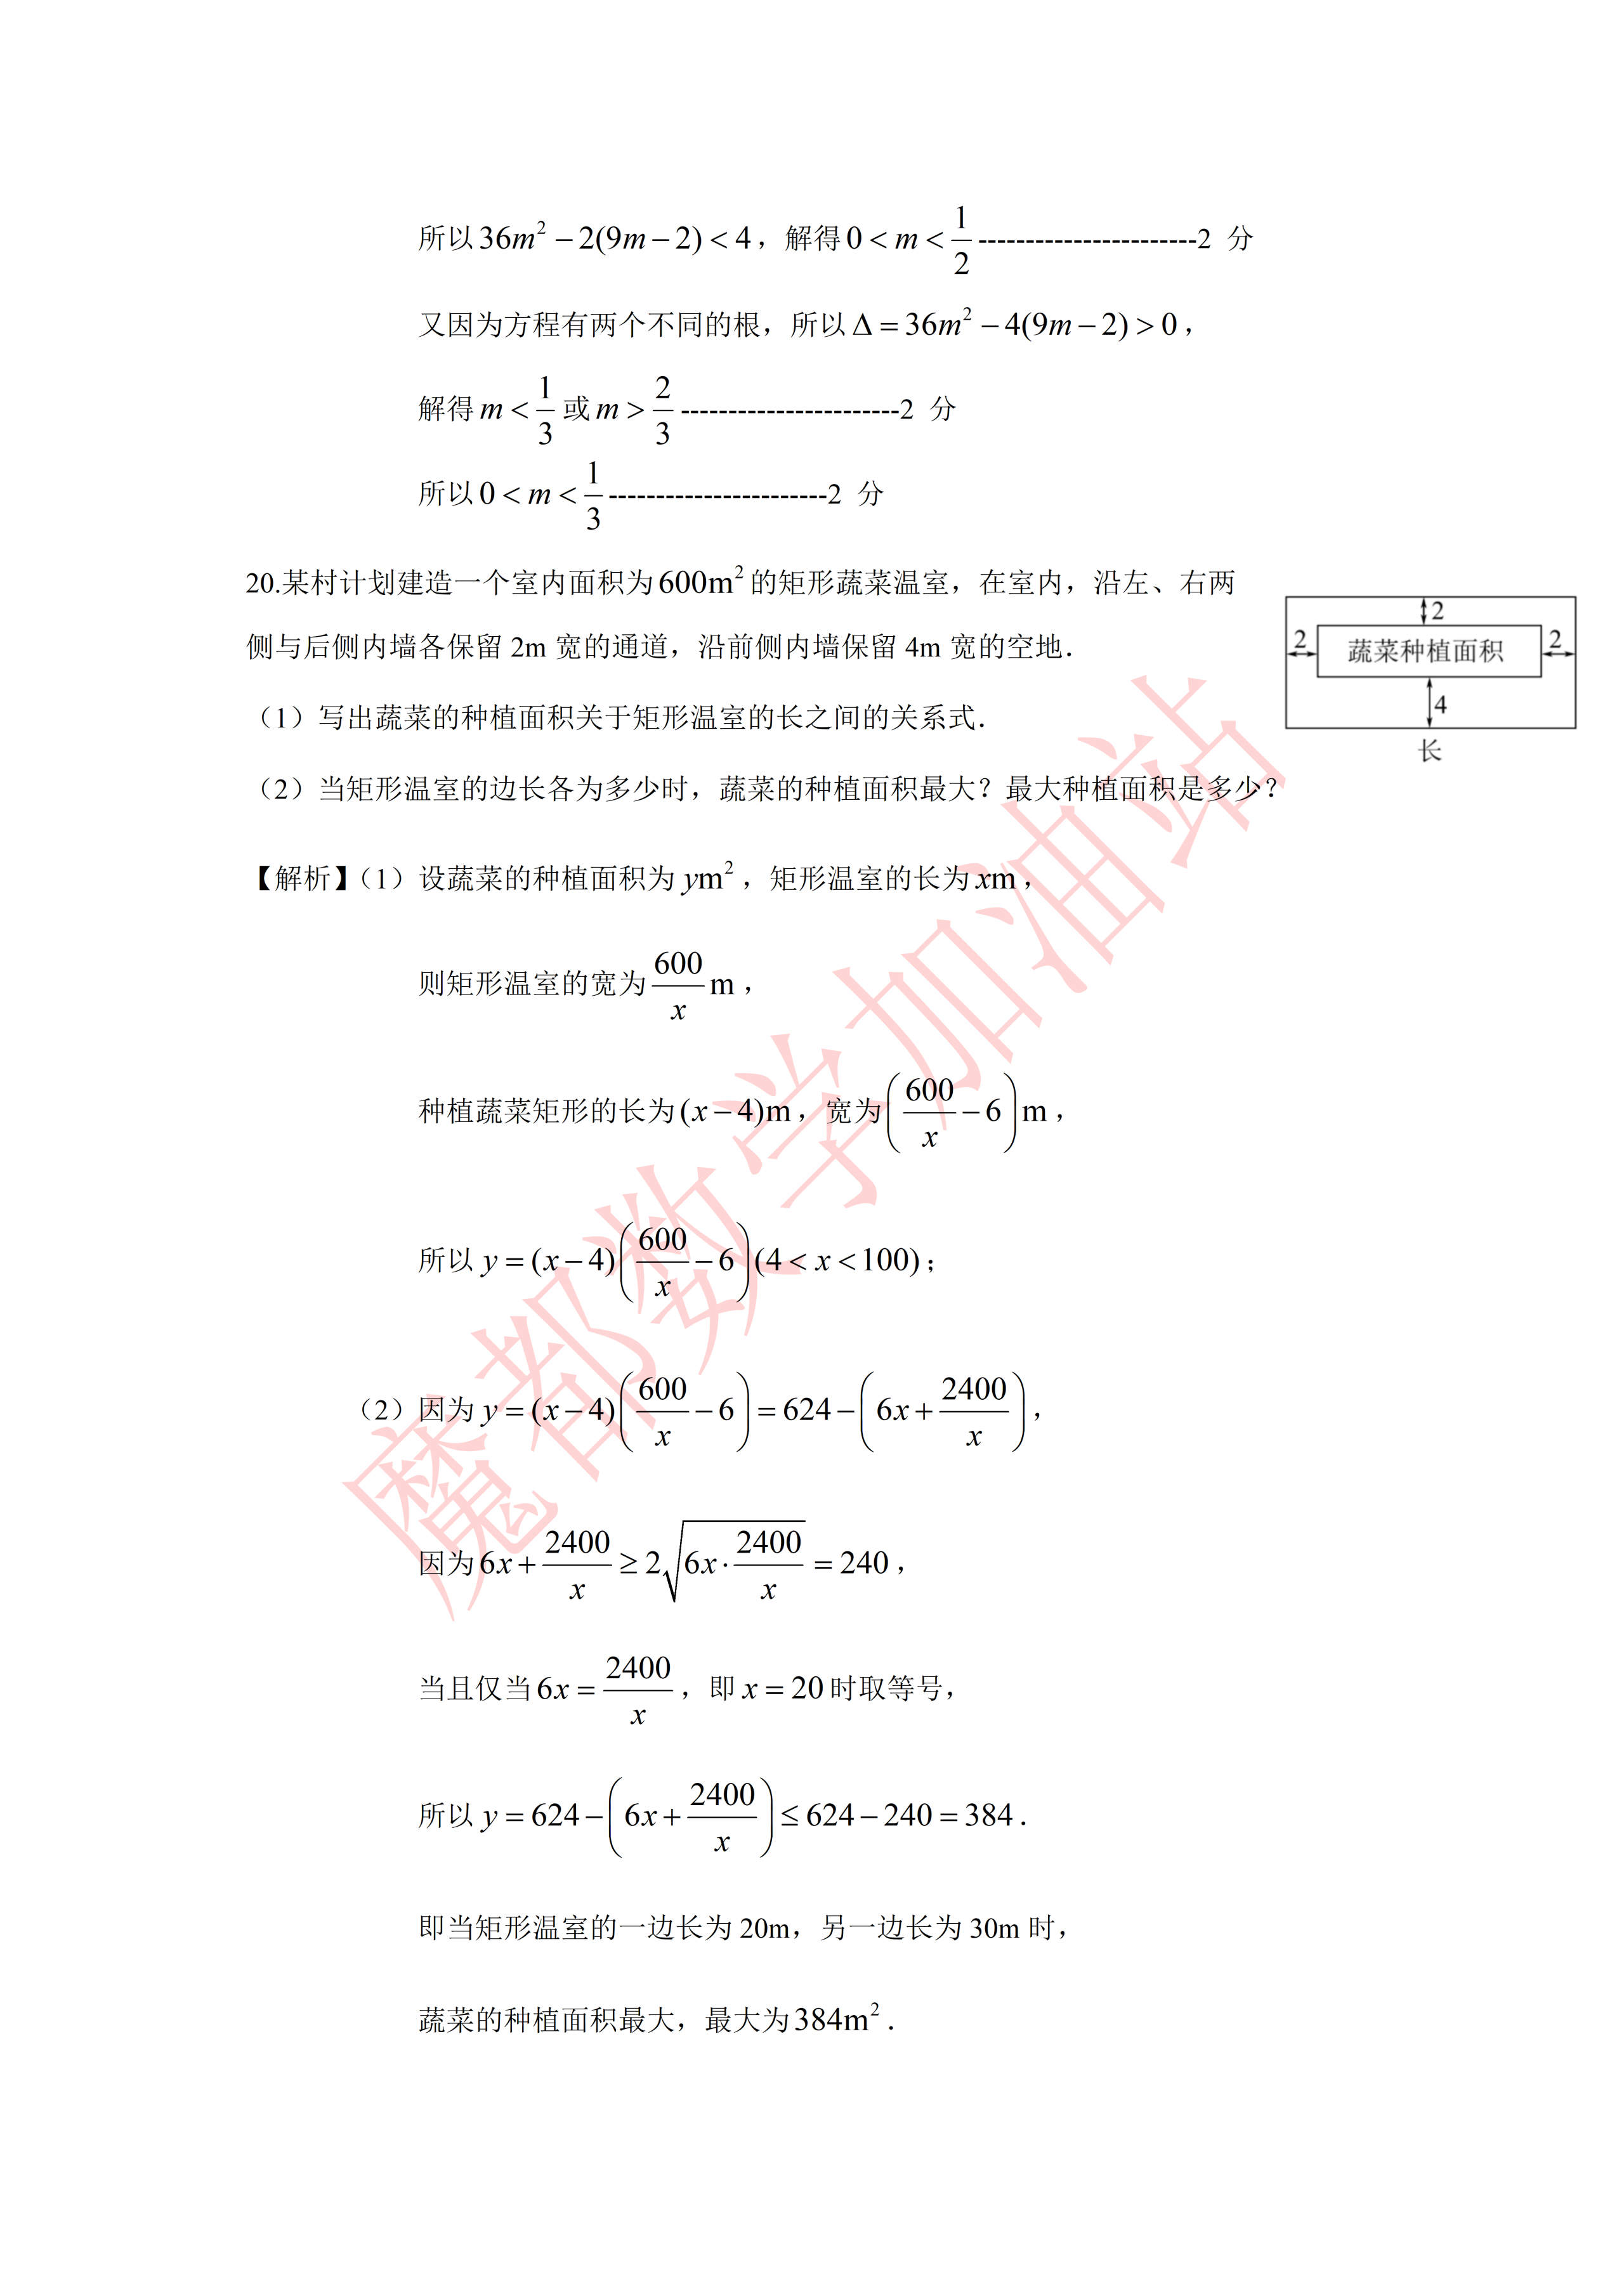 所以 36m² − 2(9m − 2) < 4，解得 0 < m < 1/2 -----------------------2 分
又因为方程有两个不同的根，所以 Δ = 36m² − 4(9m − 2) > 0，
解得 m < 1/3 或 m > 2/3 -----------------------2 分
所以 0 < m < 1/3 -----------------------2 分
20.某村计划建造一个室内面积为 600m² 的矩形蔬菜温室，在室内，沿左、右两
侧与后侧内墙各保留 2m 宽的通道，沿前侧内墙保留 4m 宽的空地．
2
2
蔬菜种植面积
2
4
长
（1）写出蔬菜的种植面积关于矩形温室的长之间的关系式．
（2）当矩形温室的边长各为多少时，蔬菜的种植面积最大？最大种植面积是多少？
【解析】（1）设蔬菜的种植面积为 ym²，矩形温室的长为 xm，
则矩形温室的宽为 600/x m，
种植蔬菜矩形的长为 (x − 4)m，宽为 (600/x − 6) m，
所以 y = (x − 4)(600/x − 6)(4 < x < 100)；
（2）因为 y = (x − 4)(600/x − 6) = 624 − (6x + 2400/x)，
因为 6x + 2400/x ≥ 2√(6x · 2400/x) = 240，
当且仅当 6x = 2400/x，即 x = 20 时取等号，
所以 y = 624 − (6x + 2400/x) ≤ 624 − 240 = 384．
即当矩形温室的一边长为 20m，另一边长为 30m 时，
蔬菜的种植面积最大，最大为 384m²．
魔都数学加油站